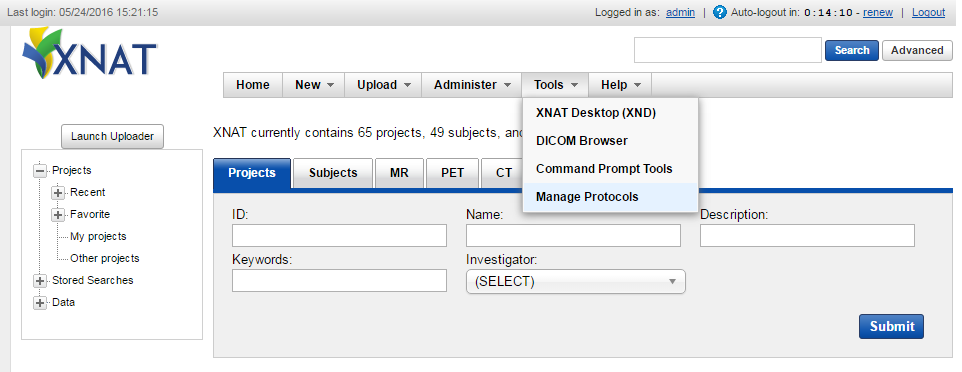 Last login: 05/24/2016 15:21:15
Logged in as: admin | ? Auto-logout in: 0:14:10 - renew | Logout
XNAT
Search
Advanced
Home
New
Upload
Administer
Tools
Help
XNAT Desktop (XND)
DICOM Browser
Command Prompt Tools
Manage Protocols
Launch Uploader
Projects
Recent
Favorite
My projects
Other projects
Stored Searches
Data
XNAT currently contains 65 projects, 49 subjects, and
Projects
Subjects
MR
PET
CT
ID:
Name:
Description:
Keywords:
Investigator:
(SELECT)
Submit